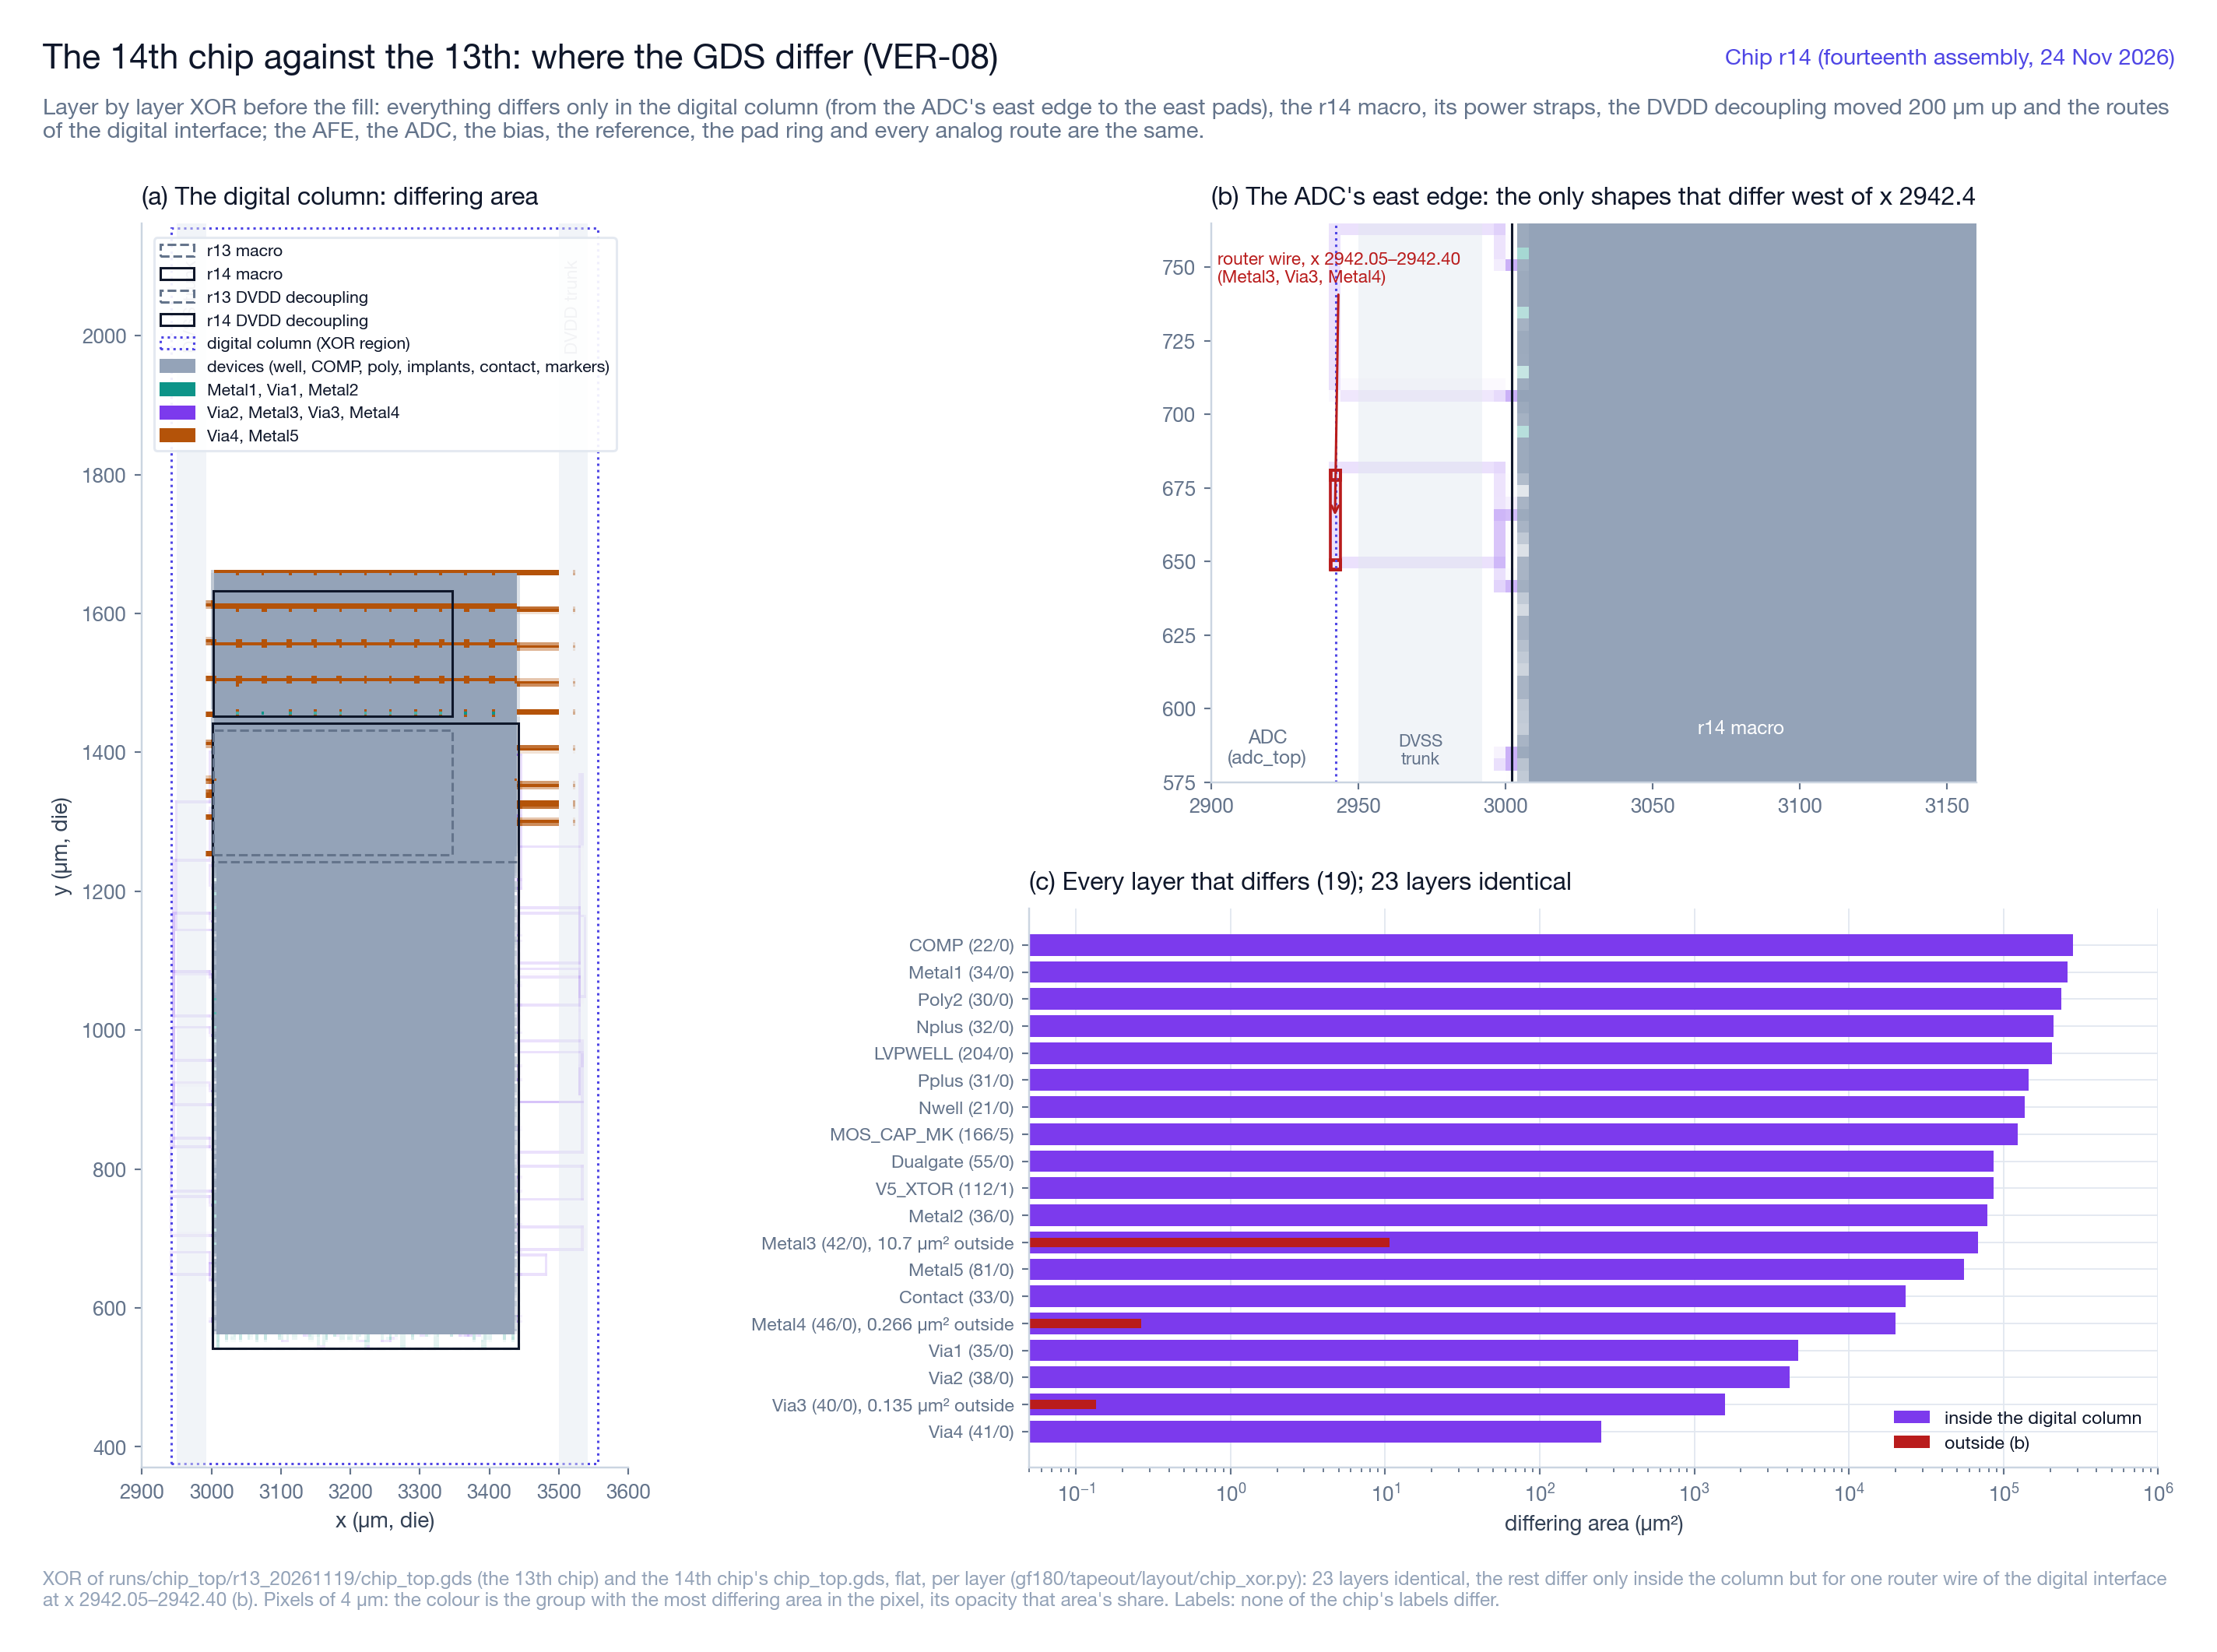 The 14th chip against the 13th: where the GDS differ (VER-08)
Chip r14 (fourteenth assembly, 24 Nov 2026)
Layer by layer XOR before the fill: everything differs only in the digital column (from the ADC's east edge to the east pads), the r14 macro, its power straps, the DVDD decoupling moved 200 µm up and the routes
of the digital interface; the AFE, the ADC, the bias, the reference, the pad ring and every analog route are the same.
(a) The digital column: differing area
r13 macro
r14 macro
r13 DVDD decoupling
r14 DVDD decoupling
digital column (XOR region)
devices (well, COMP, poly, implants, contact, markers)
Metal1, Via1, Metal2
Via2, Metal3, Via3, Metal4
Via4, Metal5
DVDD trunk
2000
1800
1600
1400
1200
1000
800
600
400
y (µm, die)
2900 3000 3100 3200 3300 3400 3500 3600
x (µm, die)
(b) The ADC's east edge: the only shapes that differ west of x 2942.4
router wire, x 2942.05–2942.40
(Metal3, Via3, Metal4)
750
725
700
675
650
625
600
575
ADC
(adc_top)
DVSS
trunk
r14 macro
2900 2950 3000 3050 3100 3150
(c) Every layer that differs (19); 23 layers identical
COMP (22/0)
Metal1 (34/0)
Poly2 (30/0)
Nplus (32/0)
LVPWELL (204/0)
Pplus (31/0)
Nwell (21/0)
MOS_CAP_MK (166/5)
Dualgate (55/0)
V5_XTOR (112/1)
Metal2 (36/0)
Metal3 (42/0), 10.7 µm² outside
Metal5 (81/0)
Contact (33/0)
Metal4 (46/0), 0.266 µm² outside
Via1 (35/0)
Via2 (38/0)
Via3 (40/0), 0.135 µm² outside
Via4 (41/0)
inside the digital column
outside (b)
10⁻¹ 10⁰ 10¹ 10² 10³ 10⁴ 10⁵ 10⁶
differing area (µm²)
XOR of runs/chip_top/r13_20261119/chip_top.gds (the 13th chip) and the 14th chip's chip_top.gds, flat, per layer (gf180/tapeout/layout/chip_xor.py): 23 layers identical, the rest differ only inside the column but for one router wire of the digital interface
at x 2942.05–2942.40 (b). Pixels of 4 µm: the colour is the group with the most differing area in the pixel, its opacity that area's share. Labels: none of the chip's labels differ.